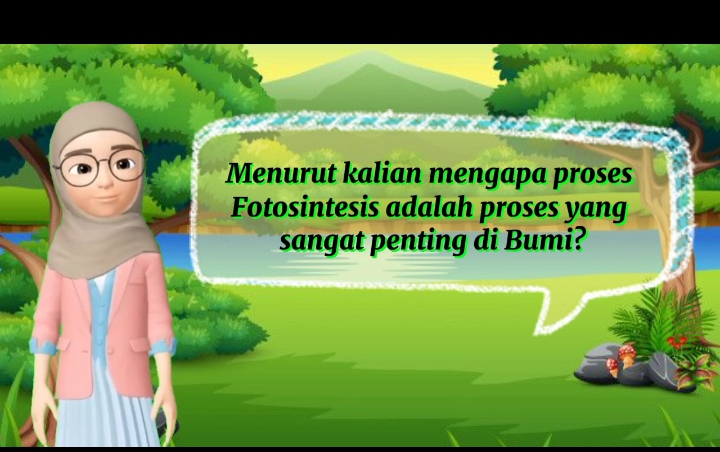 Menurut kalian mengapa proses
Fotosintesis adalah proses yang
sangat penting di Bumi?